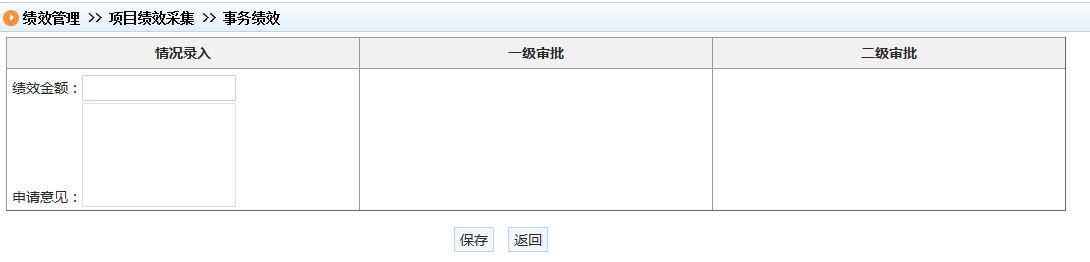 绩效管理 >> 项目绩效采集 >> 事务绩效
情况录入 一级审批 二级审批
绩效金额：
申请意见：
保存 返回